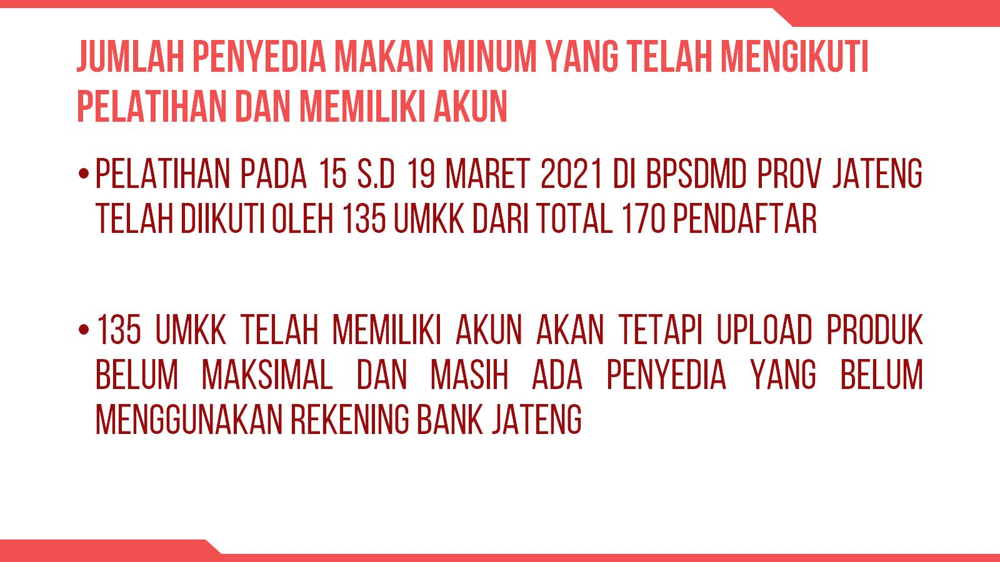 JUMLAH PENYEDIA MAKAN MINUM YANG TELAH MENGIKUTI
PELATIHAN DAN MEMILIKI AKUN
•PELATIHAN PADA 15 S.D 19 MARET 2021 DI BPSDMD PROV JATENG
TELAH DIIKUTI OLEH 135 UMKK DARI TOTAL 170 PENDAFTAR
•135 UMKK TELAH MEMILIKI AKUN AKAN TETAPI UPLOAD PRODUK
BELUM MAKSIMAL DAN MASIH ADA PENYEDIA YANG BELUM
MENGGUNAKAN REKENING BANK JATENG